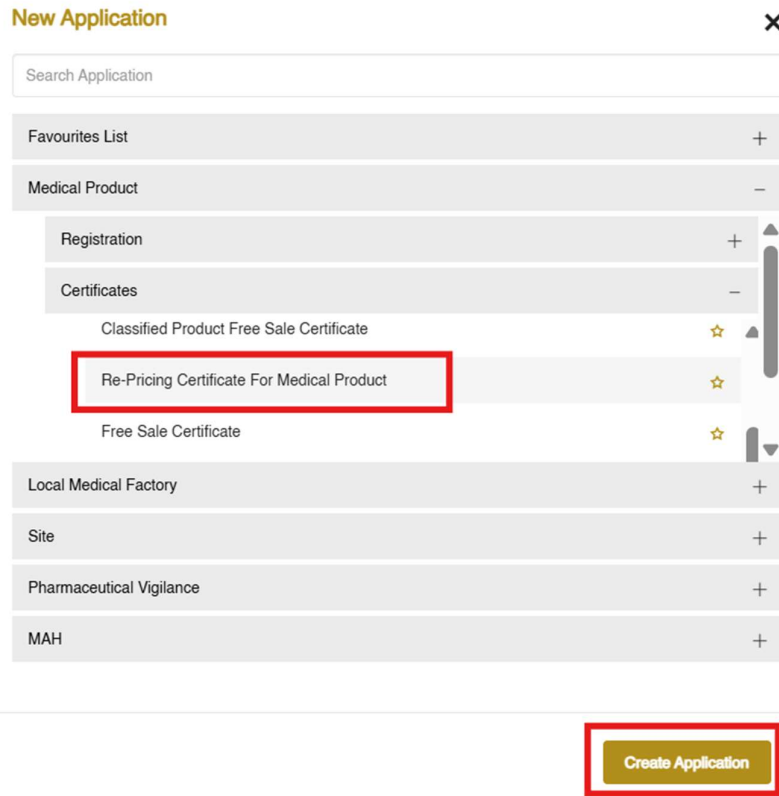 New Application
Search Application
Favourites List
Medical Product
Registration
Certificates
Classified Product Free Sale Certificate
Re-Pricing Certificate For Medical Product
Free Sale Certificate
Local Medical Factory
Site
Pharmaceutical Vigilance
MAH
Create Application